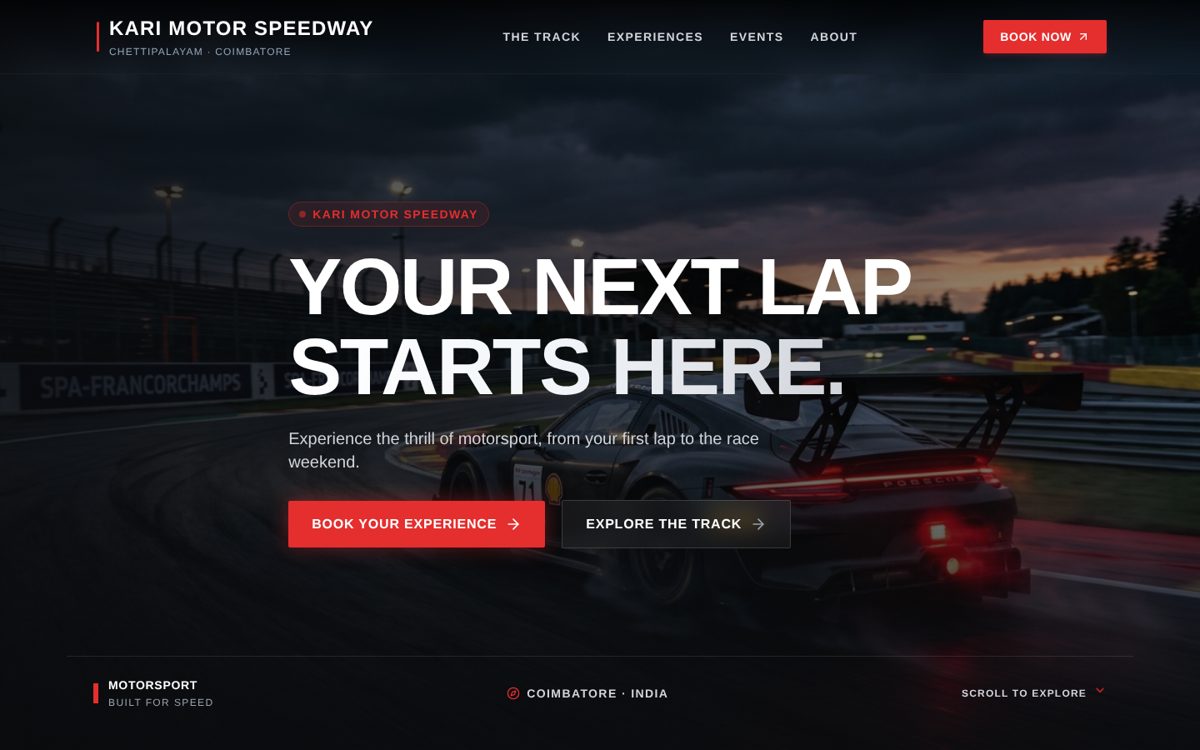 KARI MOTOR SPEEDWAY
CHETTIPALAYAM · COIMBATORE
THE TRACK
EXPERIENCES
EVENTS
ABOUT
BOOK NOW
KARI MOTOR SPEEDWAY
YOUR NEXT LAP
STARTS HERE.
SPA-FRANCORCHAMPS
Experience the thrill of motorsport, from your first lap to the race
weekend.
71
PORSCHE
BOOK YOUR EXPERIENCE
EXPLORE THE TRACK
MOTORSPORT
BUILT FOR SPEED
COIMBATORE · INDIA
SCROLL TO EXPLORE